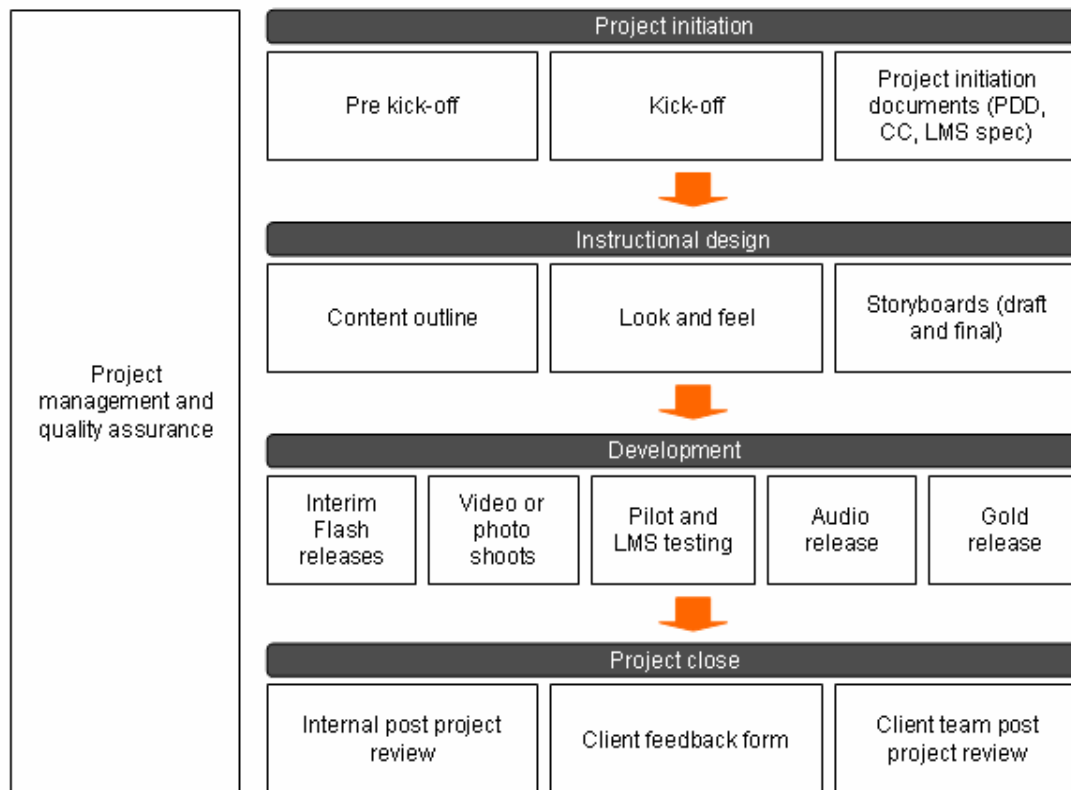 Project
management and
quality assurance
Project initiation
Pre kick-off
Kick-off
Project initiation
documents (PDD,
CC, LMS spec)
Instructional design
Content outline
Look and feel
Storyboards (draft
and final)
Development
Interim
Flash
releases
Video or
photo
shoots
Pilot and
LMS testing
Audio
release
Gold
release
Project close
Internal post project
review
Client feedback form
Client team post
project review